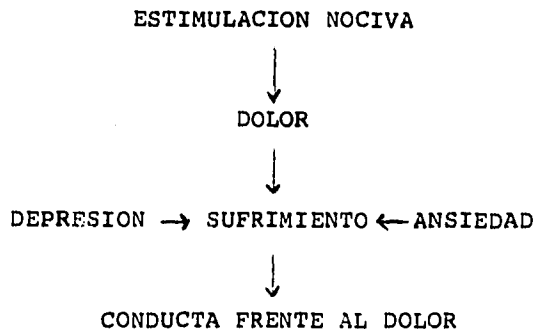 ESTIMULACION NOCIVA
DOLOR
DEPRESION → SUFRIMIENTO ← ANSIEDAD
CONDUCTA FRENTE AL DOLOR